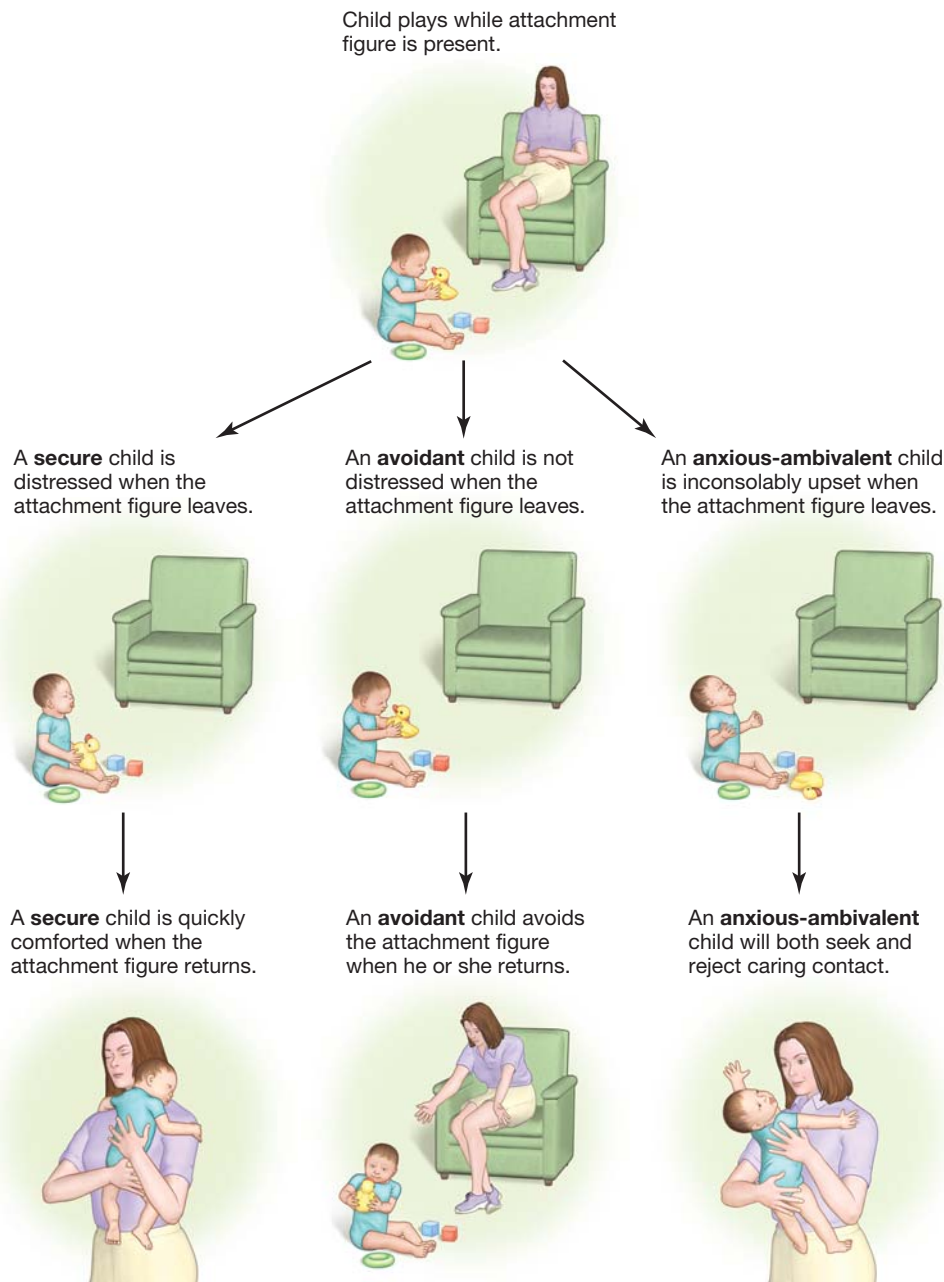 Child plays while attachment
figure is present.
A secure child is
distressed when the
attachment figure leaves.
An avoidant child is not
distressed when the
attachment figure leaves.
An anxious-ambivalent child
is inconsolably upset when
the attachment figure leaves.
A secure child is quickly
comforted when the
attachment figure returns.
An avoidant child avoids
the attachment figure
when he or she returns.
An anxious-ambivalent
child will both seek and
reject caring contact.